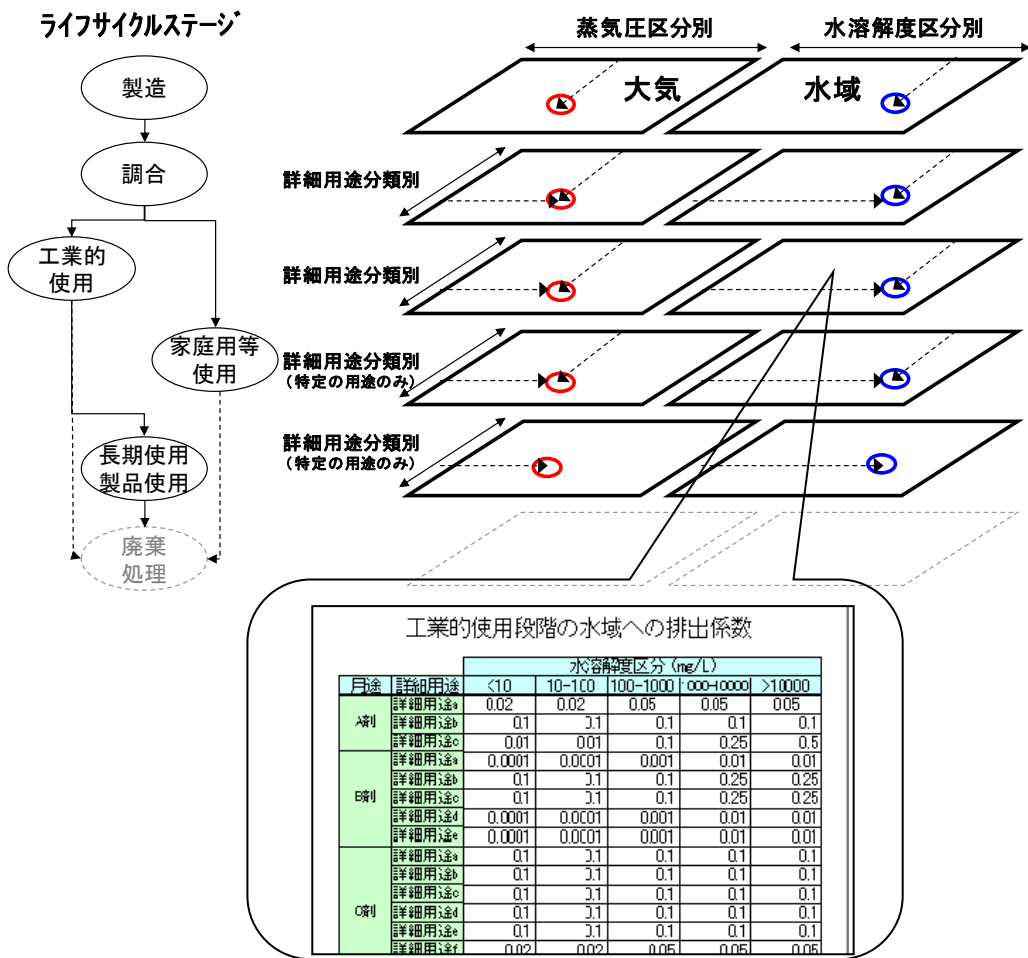 ライフサイクルステージ
蒸気圧区分別
水溶解度区分別
製造
大気
水域
調合
詳細用途分類別
工業的
使用
詳細用途分類別
家庭用等
使用
詳細用途分類別
(特定の用途のみ)
長期使用
製品使用
詳細用途分類別
(特定の用途のみ)
廃棄
処理
工業的使用段階の水域への排出係数
水溶解度区分(mg/L)
用途 詳細用途 <10 10-100 100-1000 1000-10000 >10000
A剤
詳細用途a 0.02 0.02 0.05 0.05 0.05
詳細用途b 0.1 0.1 0.1 0.1 0.1
詳細用途c 0.01 0.01 0.1 0.25 0.5
B剤
詳細用途a 0.0001 0.0001 0.001 0.01 0.01
詳細用途b 0.1 0.1 0.1 0.25 0.25
詳細用途c 0.1 0.1 0.1 0.25 0.25
詳細用途d 0.0001 0.0001 0.001 0.01 0.01
詳細用途e 0.0001 0.0001 0.001 0.01 0.01
C剤
詳細用途a 0.1 0.1 0.1 0.1 0.1
詳細用途b 0.1 0.1 0.1 0.1 0.1
詳細用途c 0.1 0.1 0.1 0.1 0.1
詳細用途d 0.1 0.1 0.1 0.1 0.1
詳細用途e 0.1 0.1 0.1 0.1 0.1
詳細用途f 0.02 0.02 0.05 0.05 0.05